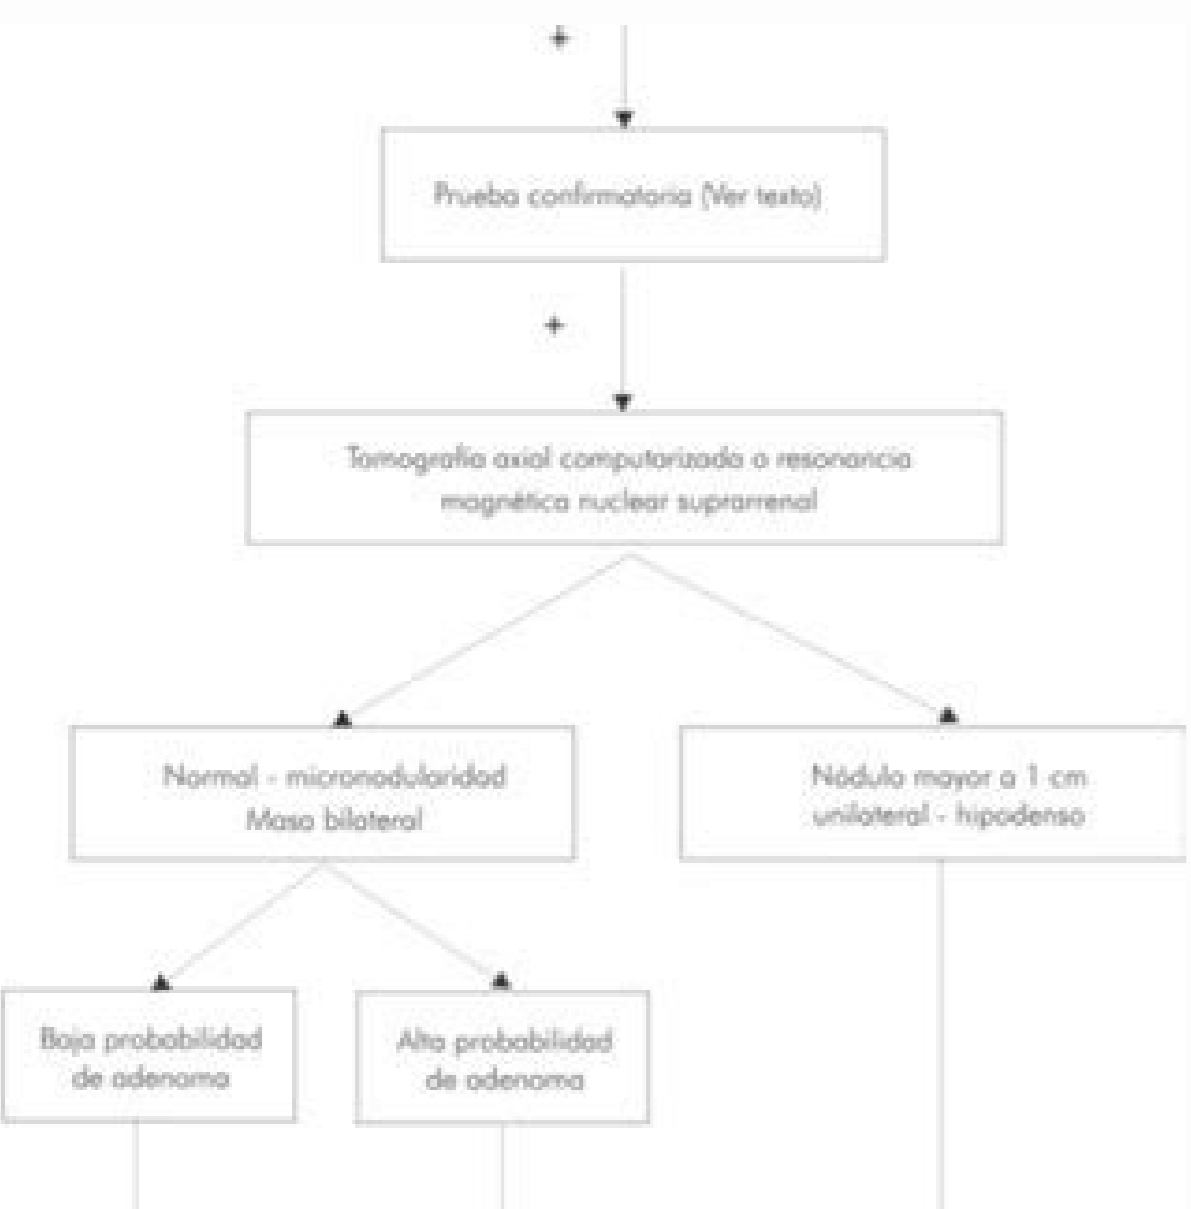 +
Prueba confirmatoria (Ver texto)
+
Tomografía axial computarizada o resonancia
magnética nuclear suprarrenal
Normal - micronodularidad
Masa bilateral
Nódulo mayor a 1 cm
unilateral - hipodenso
Baja probabilidad
de adenoma
Alta probabilidad
de adenoma